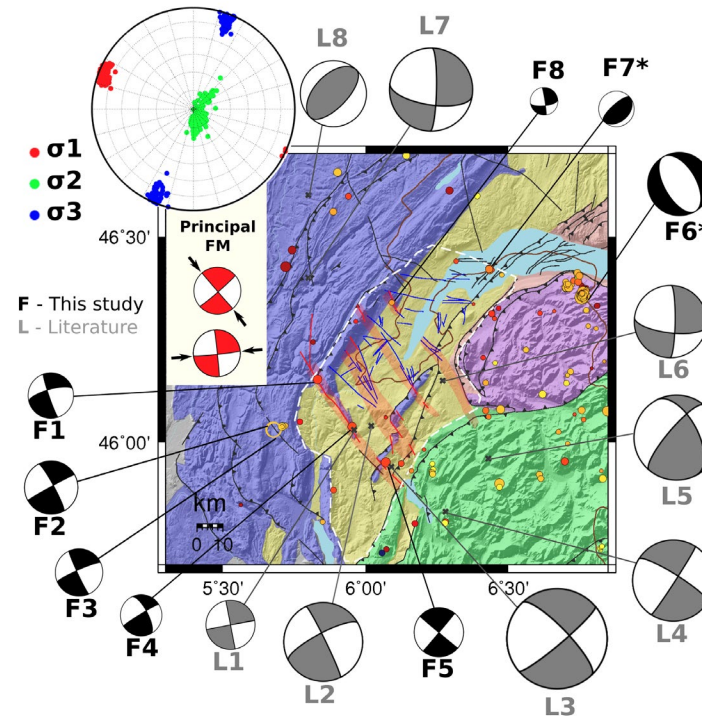 L8
L7
F8
F7*
σ1
σ2
σ3
Principal
FM
46˚30'
F6*
F - This study
L - Literature
L6
F1
46˚00'
L5
F2
km
0 10
5˚30'
6˚00'
6˚30'
F3
F4
L1
L2
F5
L3
L4